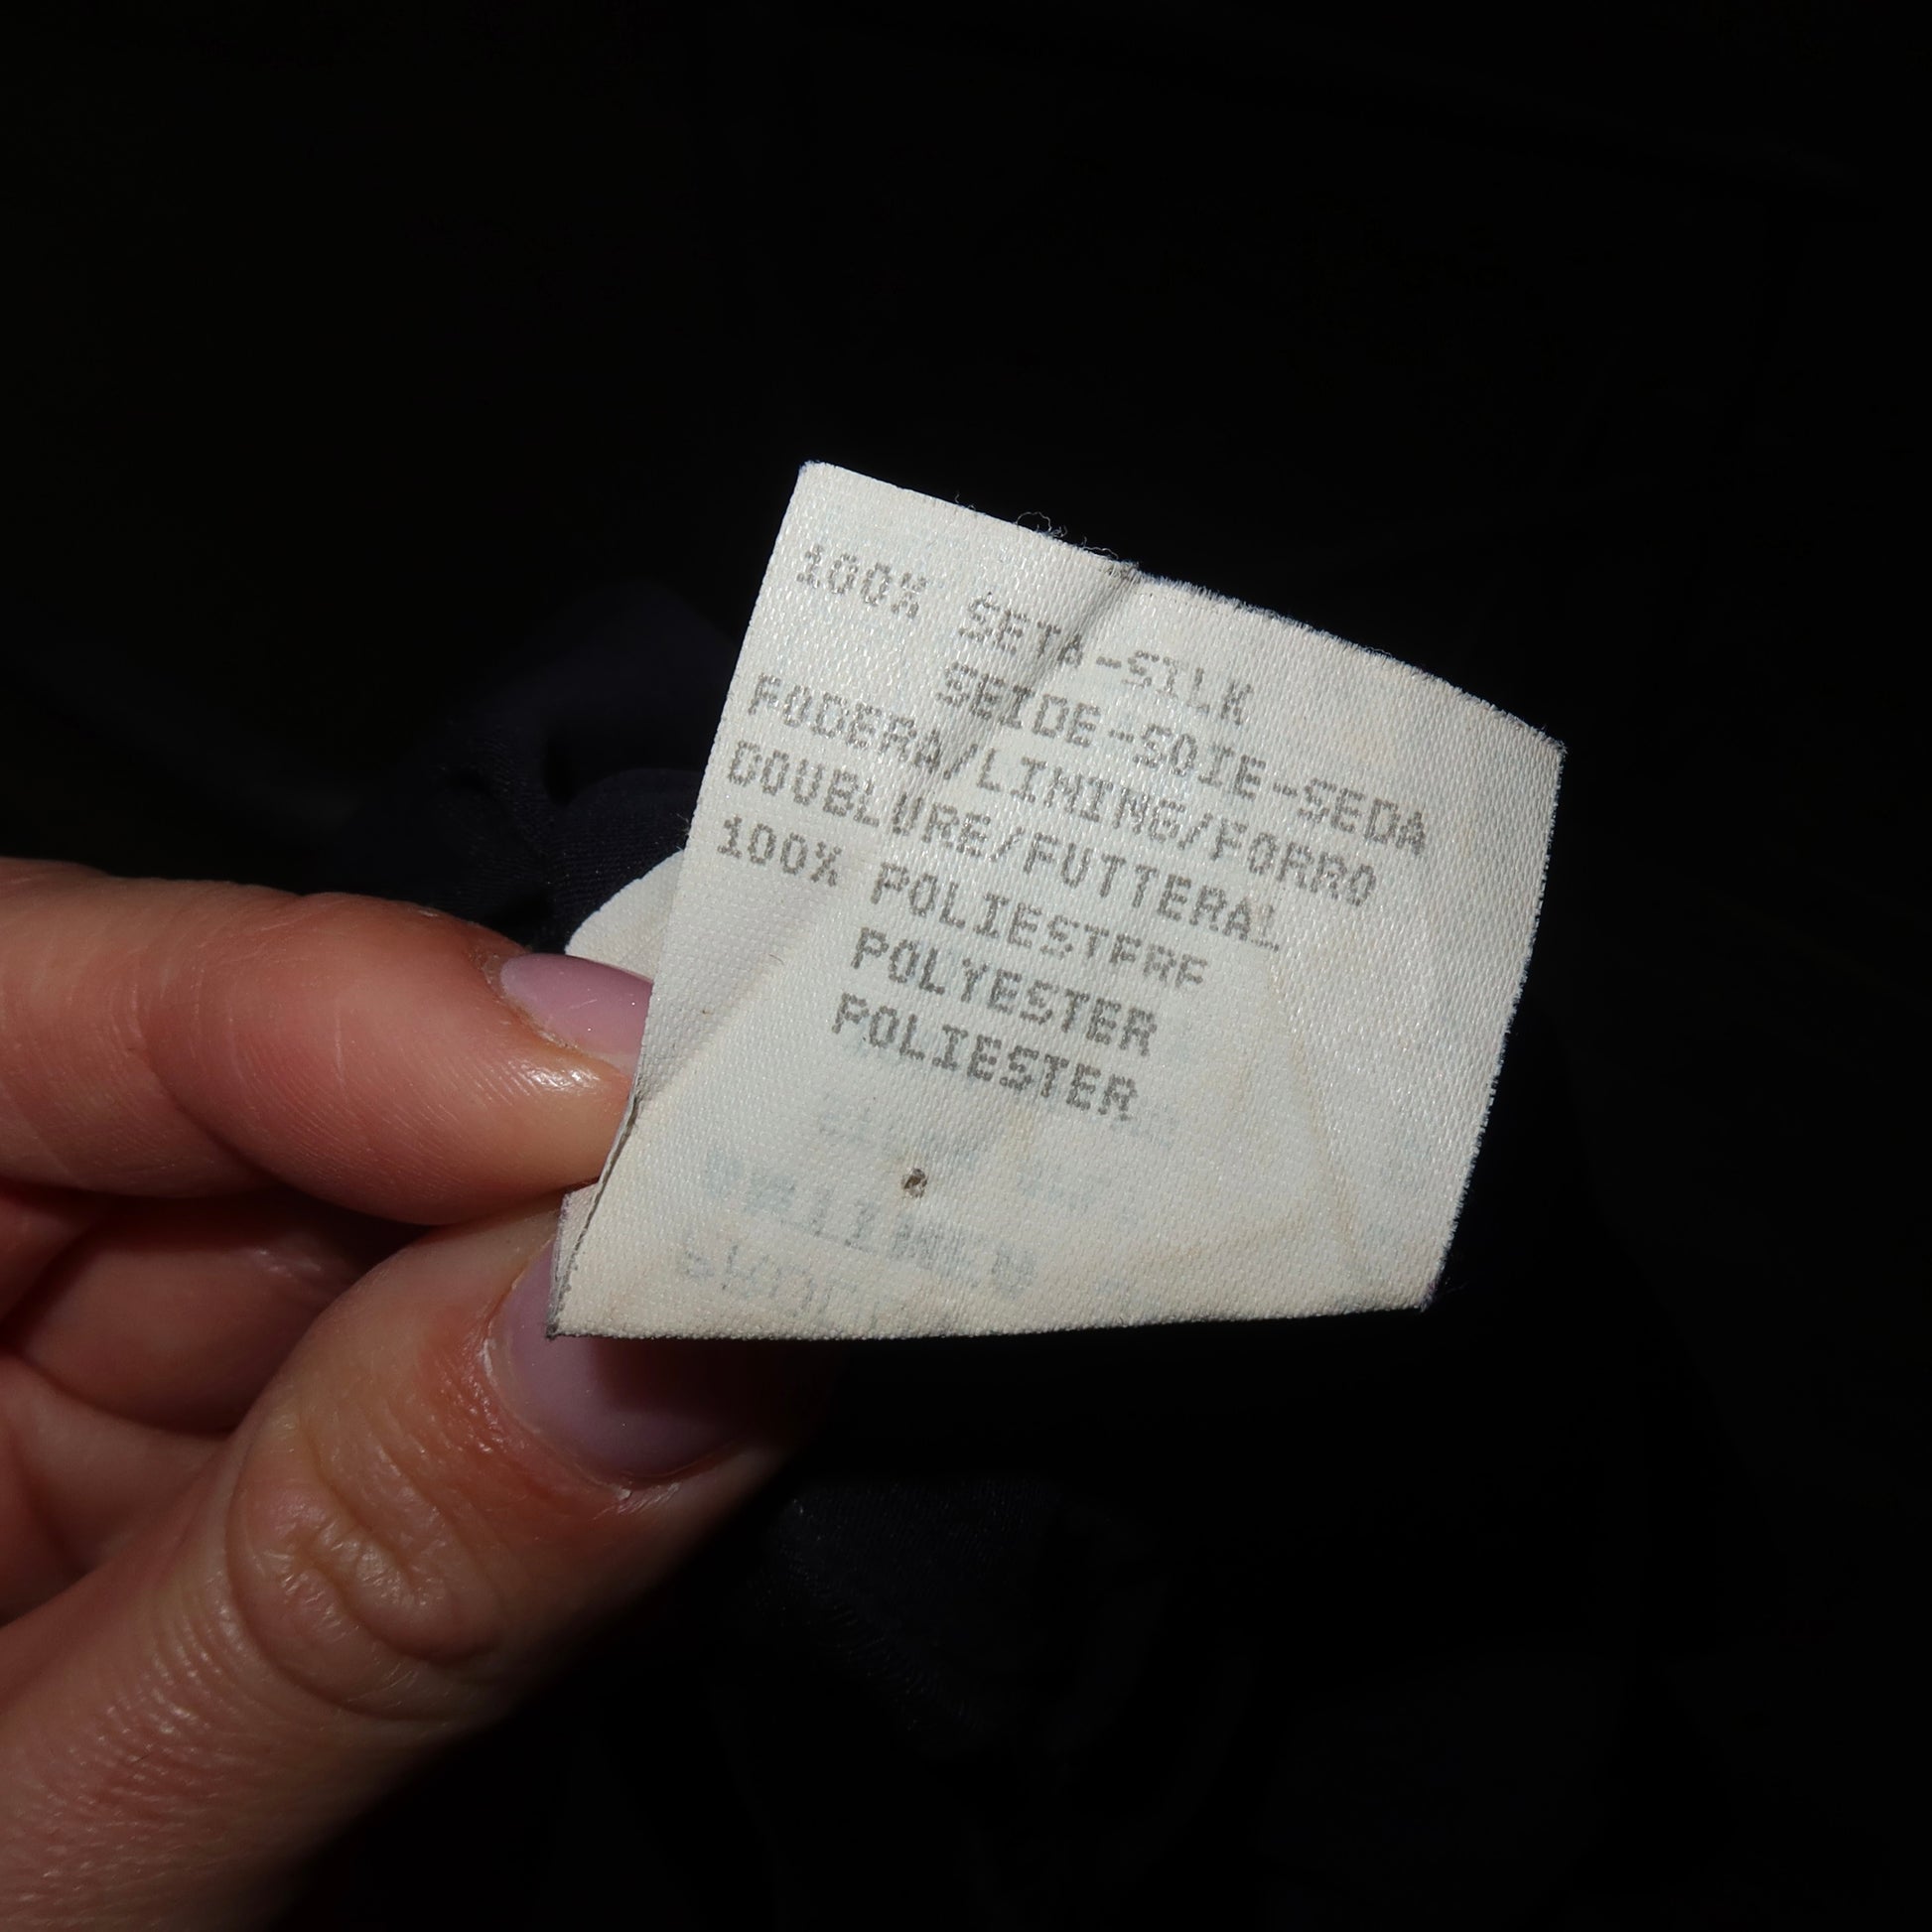 100% SETA-SILK
SEIDE-SOIE-SEDA
FODERA/LINING/FORRO
DOUBLURE/FUTTERAL
100% POLIESTERE
POLYESTER
POLIESTER